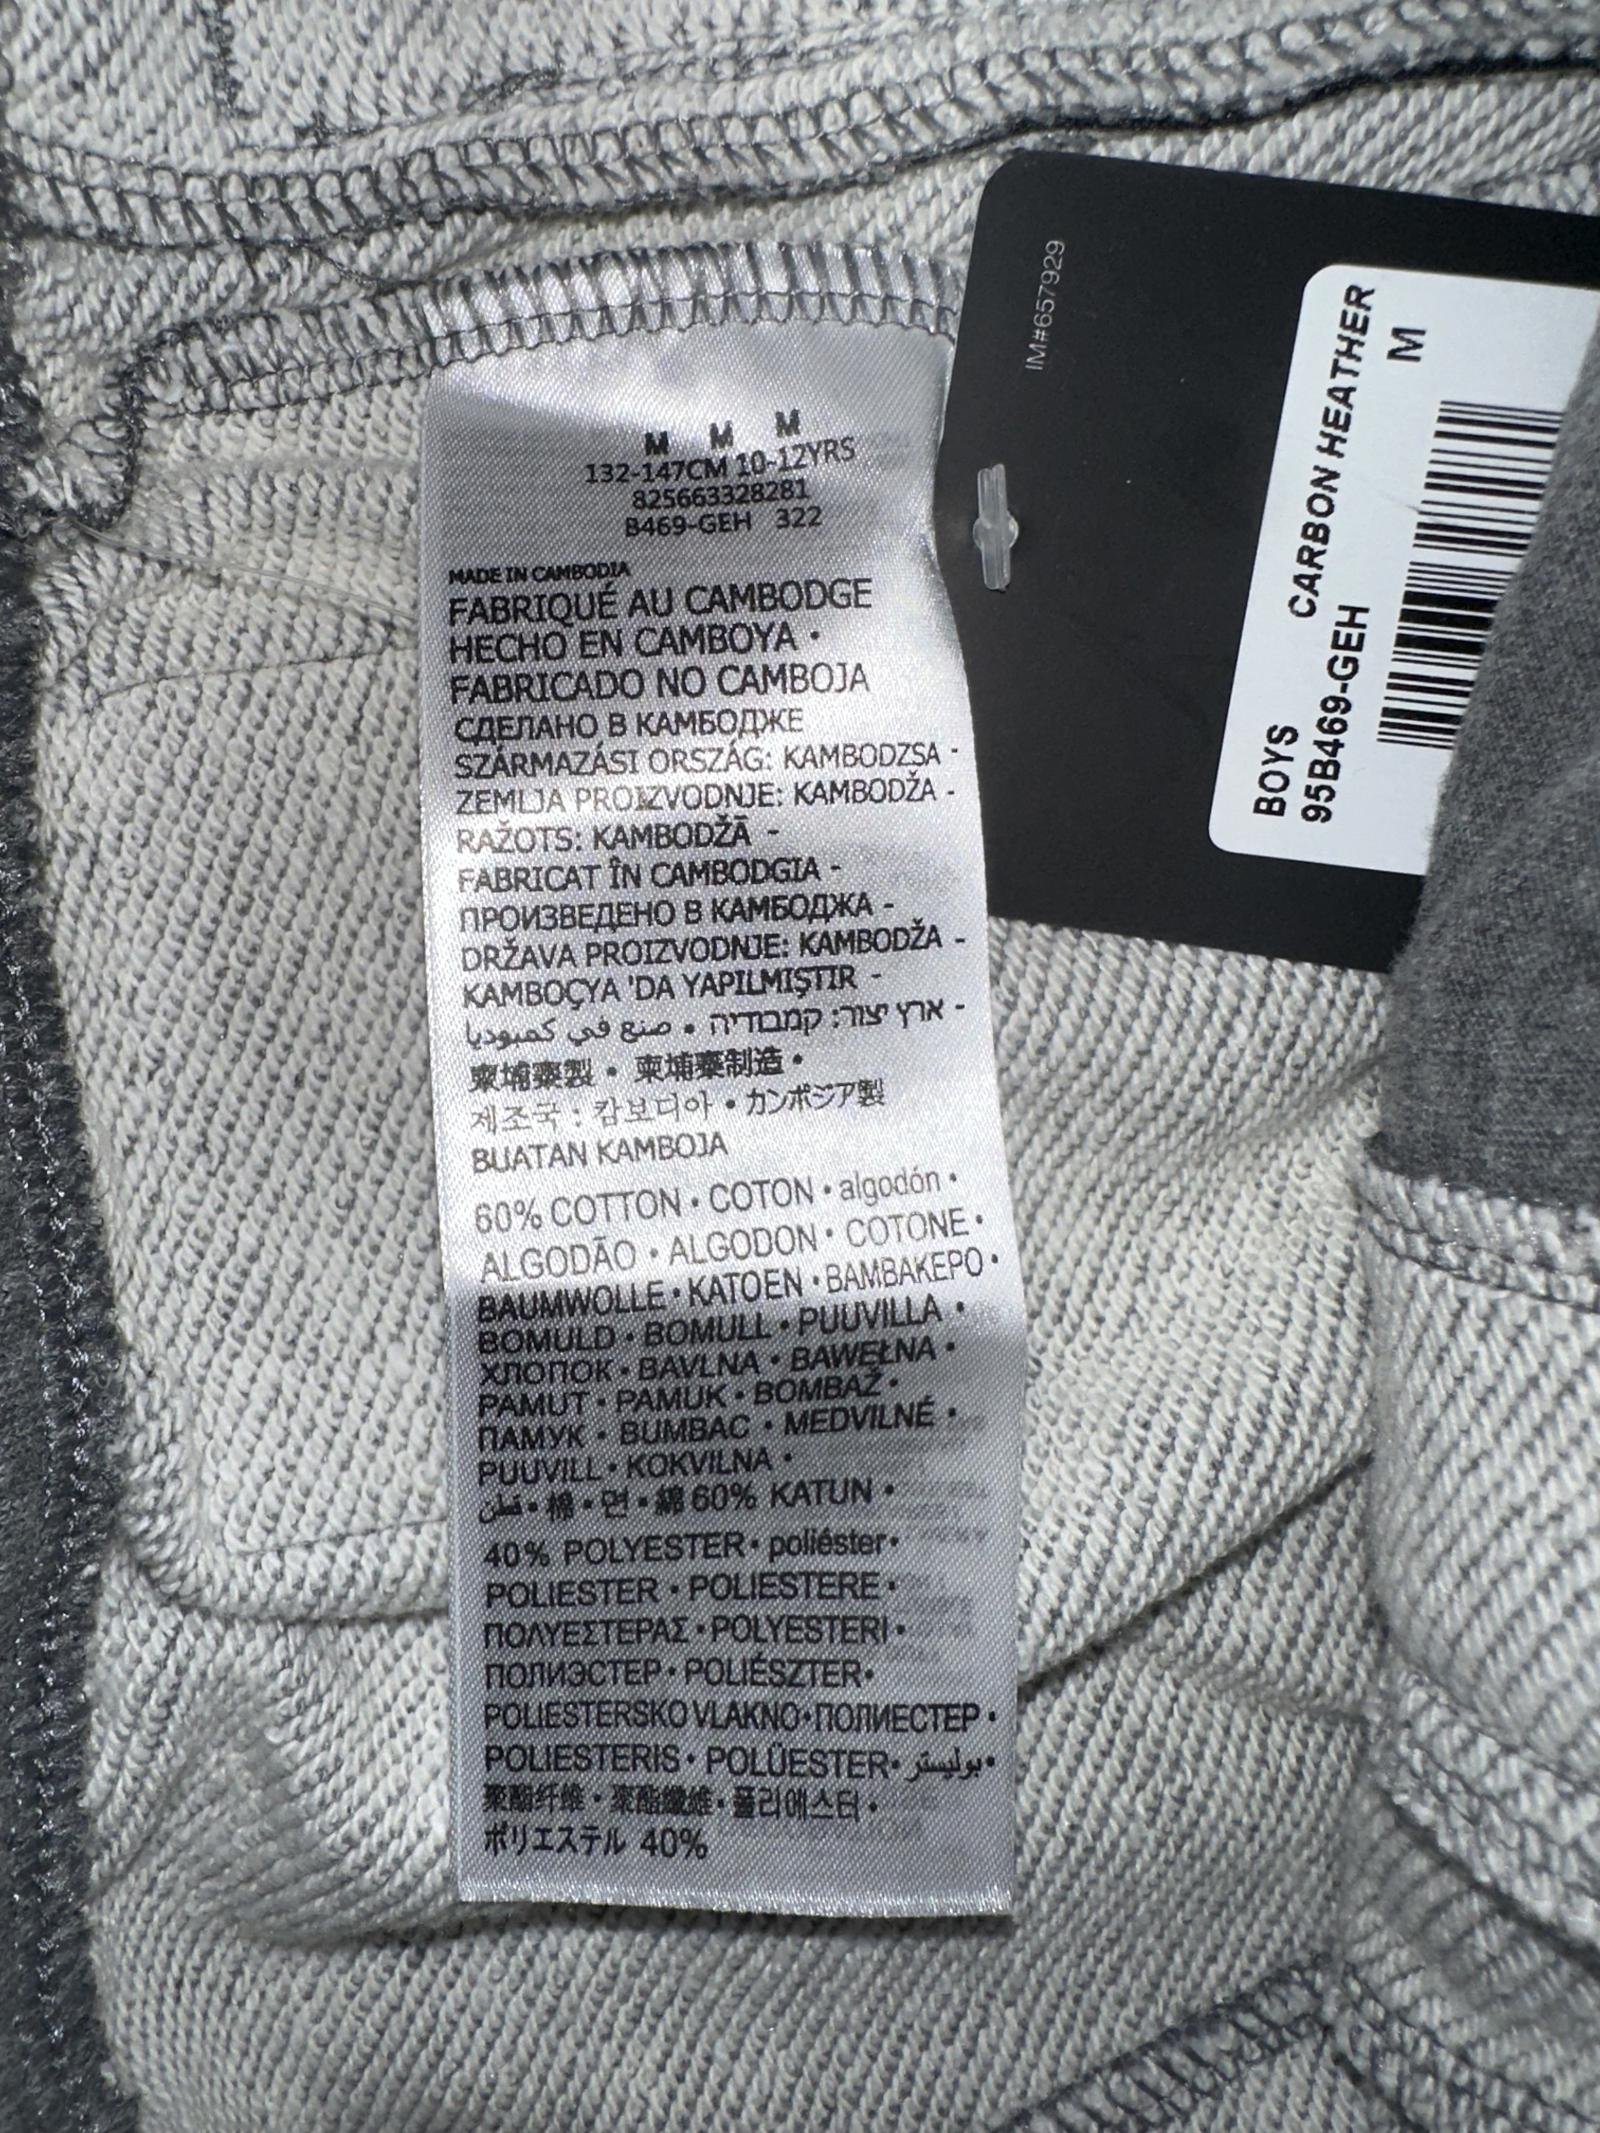 M M M
132-147CM 10-12YRS
825663328281
B469-GEH 322
MADE IN CAMBODIA
FABRIQUÉ AU CAMBODGE
HECHO EN CAMBOYA •
FABRICADO NO CAMBOJA
СДЕЛАНО В КАМБОДЖЕ
SZÁRMAZÁSI ORSZÁG: KAMBODZSA -
ZEMLJA PROIZVODNJE: KAMBODŽA -
RAŽOTS: KAMBODŽĀ -
FABRICAT ÎN CAMBODGIA -
ПРОИЗВЕДЕНО В КАМБОДЖА -
DRŽAVA PROIZVODNJE: KAMBODŽA -
KAMBOÇYA 'DA YAPILMIŞTIR -
ארץ יצור: קמבודיה • صنع في كمبوديا -
柬埔寨製 • 柬埔寨制造 •
제조국 : 캄보디아 • カンボジア製
BUATAN KAMBOJA
60% COTTON • COTON • algodón •
ALGODÃO • ALGODON • COTONE •
BAUMWOLLE • KATOEN • ΒΑΜΒΑΚΕΡΟ •
BOMULD • BOMULL • PUUVILLA •
ХЛОПОК • BAVLNA • BAWEŁNA •
PAMUT • PAMUK • BOMBAŽ •
ПАМУК • BUMBAC • MEDVILNÉ •
PUUVILL • KOKVILNA •
قطن • 棉 • 면 • 綿 60% KATUN •
40% POLYESTER • poliéster •
POLIESTER • POLIESTERE •
ΠΟΛΥΕΣΤΕΡΑΣ • POLYESTERI •
ПОЛИЭСТЕР • POLIÉSZTER •
POLIESTERSKO VLAKNO • ПОЛИЕСТЕР •
POLIESTERIS • POLÜESTER • بوليستر •
聚酯纤维 • 聚酯纖維 • 폴리에스터 •
ポリエステル 40%
IM#657929
BOYS CARBON HEATHER
95B469-GEH M